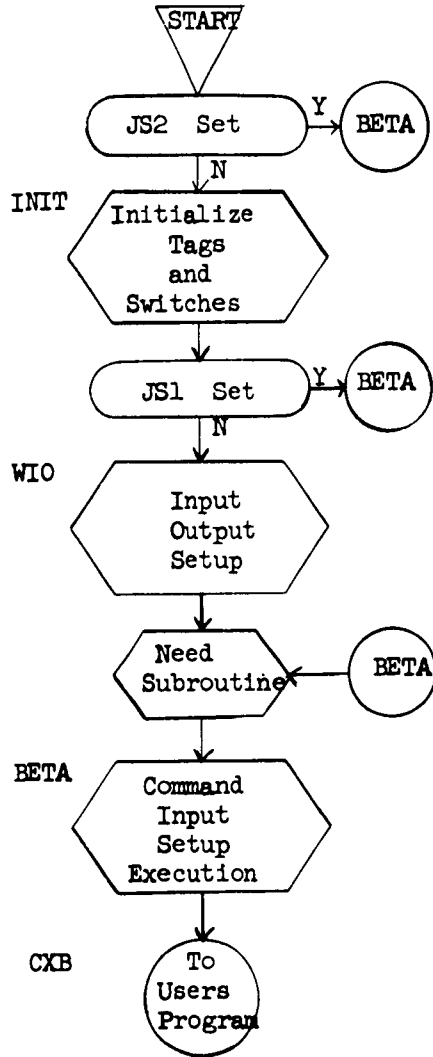 START
JS2 Set
Y
BETA
N
INIT
Initialize
Tags
and
Switches
JS1 Set
Y
BETA
N
WIO
Input
Output
Setup
Need
Subroutine
BETA
BETA
Command
Input
Setup
Execution
CXB
To
Users
Program